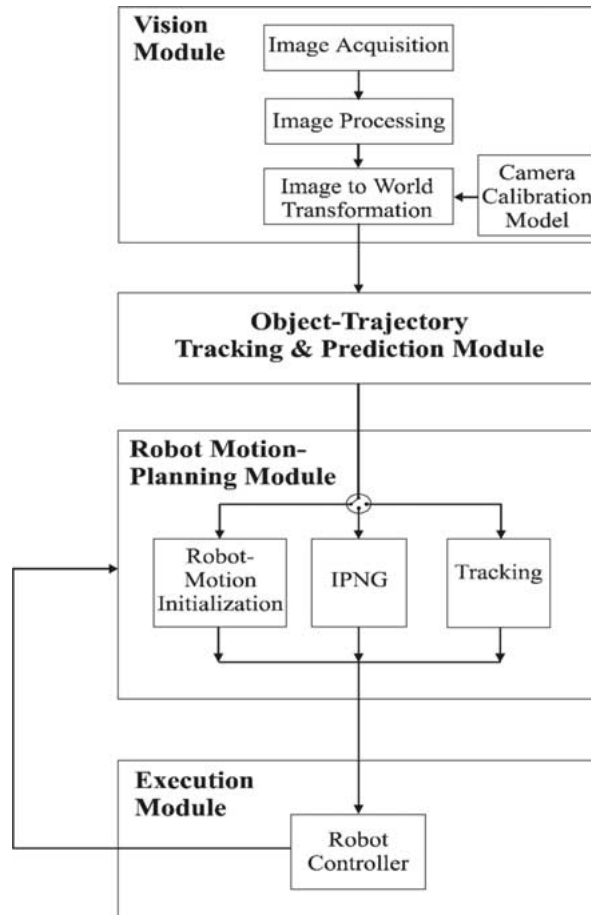 Vision
Module
Image Acquisition
Image Processing
Image to World
Transformation
Camera
Calibration
Model
Object-Trajectory
Tracking & Prediction Module
Robot Motion-
Planning Module
Robot-
Motion
Initialization
IPNG
Tracking
Execution
Module
Robot
Controller